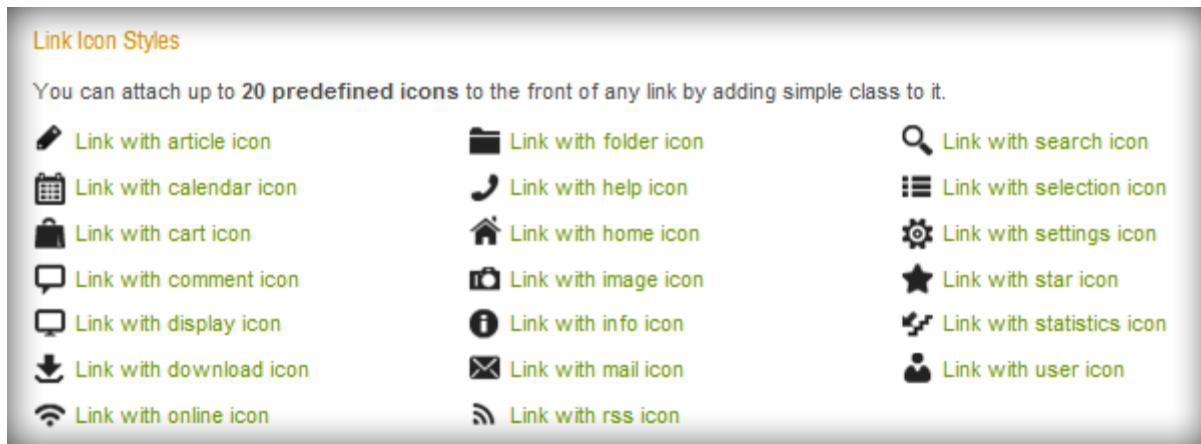 Link Icon Styles
You can attach up to 20 predefined icons to the front of any link by adding simple class to it.
Link with article icon
Link with calendar icon
Link with cart icon
Link with comment icon
Link with display icon
Link with download icon
Link with online icon
Link with folder icon
Link with help icon
Link with home icon
Link with image icon
Link with info icon
Link with mail icon
Link with rss icon
Link with search icon
Link with selection icon
Link with settings icon
Link with star icon
Link with statistics icon
Link with user icon